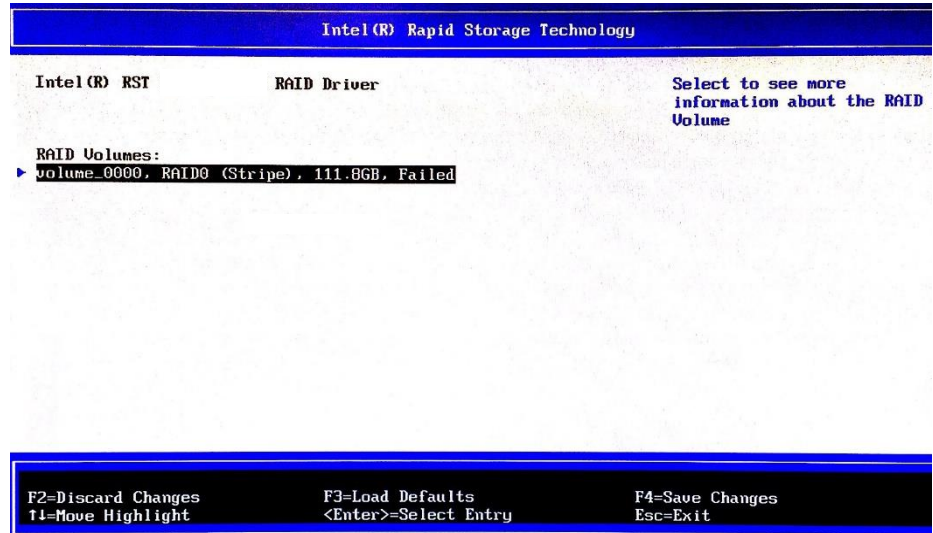 Intel(R) Rapid Storage Technology
Intel(R) RST RAID Driver
Select to see more
information about the RAID
Volume
RAID Volumes:
volume_0000, RAID0 (Stripe), 111.8GB, Failed
F2=Discard Changes F3=Load Defaults F4=Save Changes
↑↓=Move Highlight <Enter>=Select Entry Esc=Exit